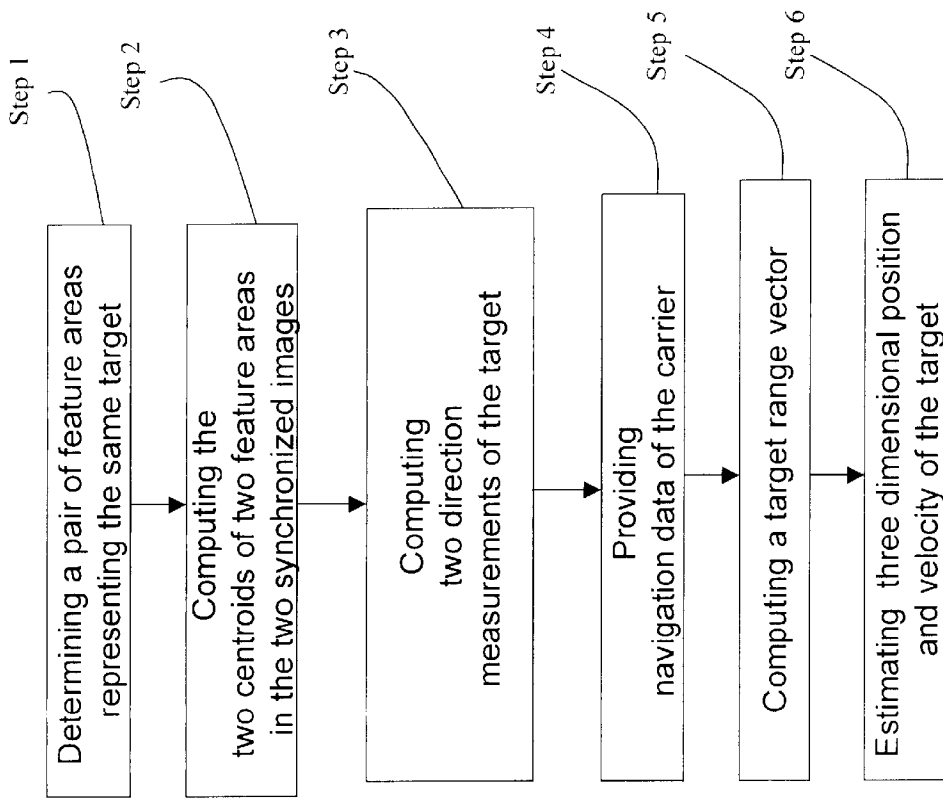 Step 1
Determining a pair of feature areas
representing the same target
Step 2
Computing the
two centroids of two feature areas
in the two synchronized images
Step 3
Computing
two direction
measurements of the target
Step 4
Providing
navigation data of the carrier
Step 5
Computing a target range vector
Step 6
Estimating three dimensional position
and velocity of the target